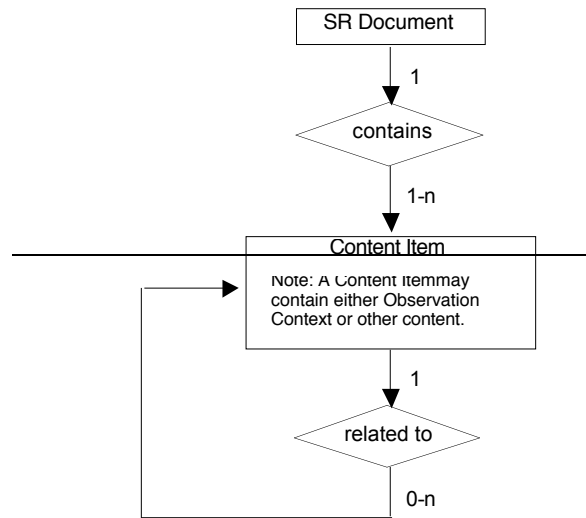 SR Document
1
contains
1-n
Content Item
Note: A Content Itemmay
contain either Observation
Context or other content.
1
related to
0-n